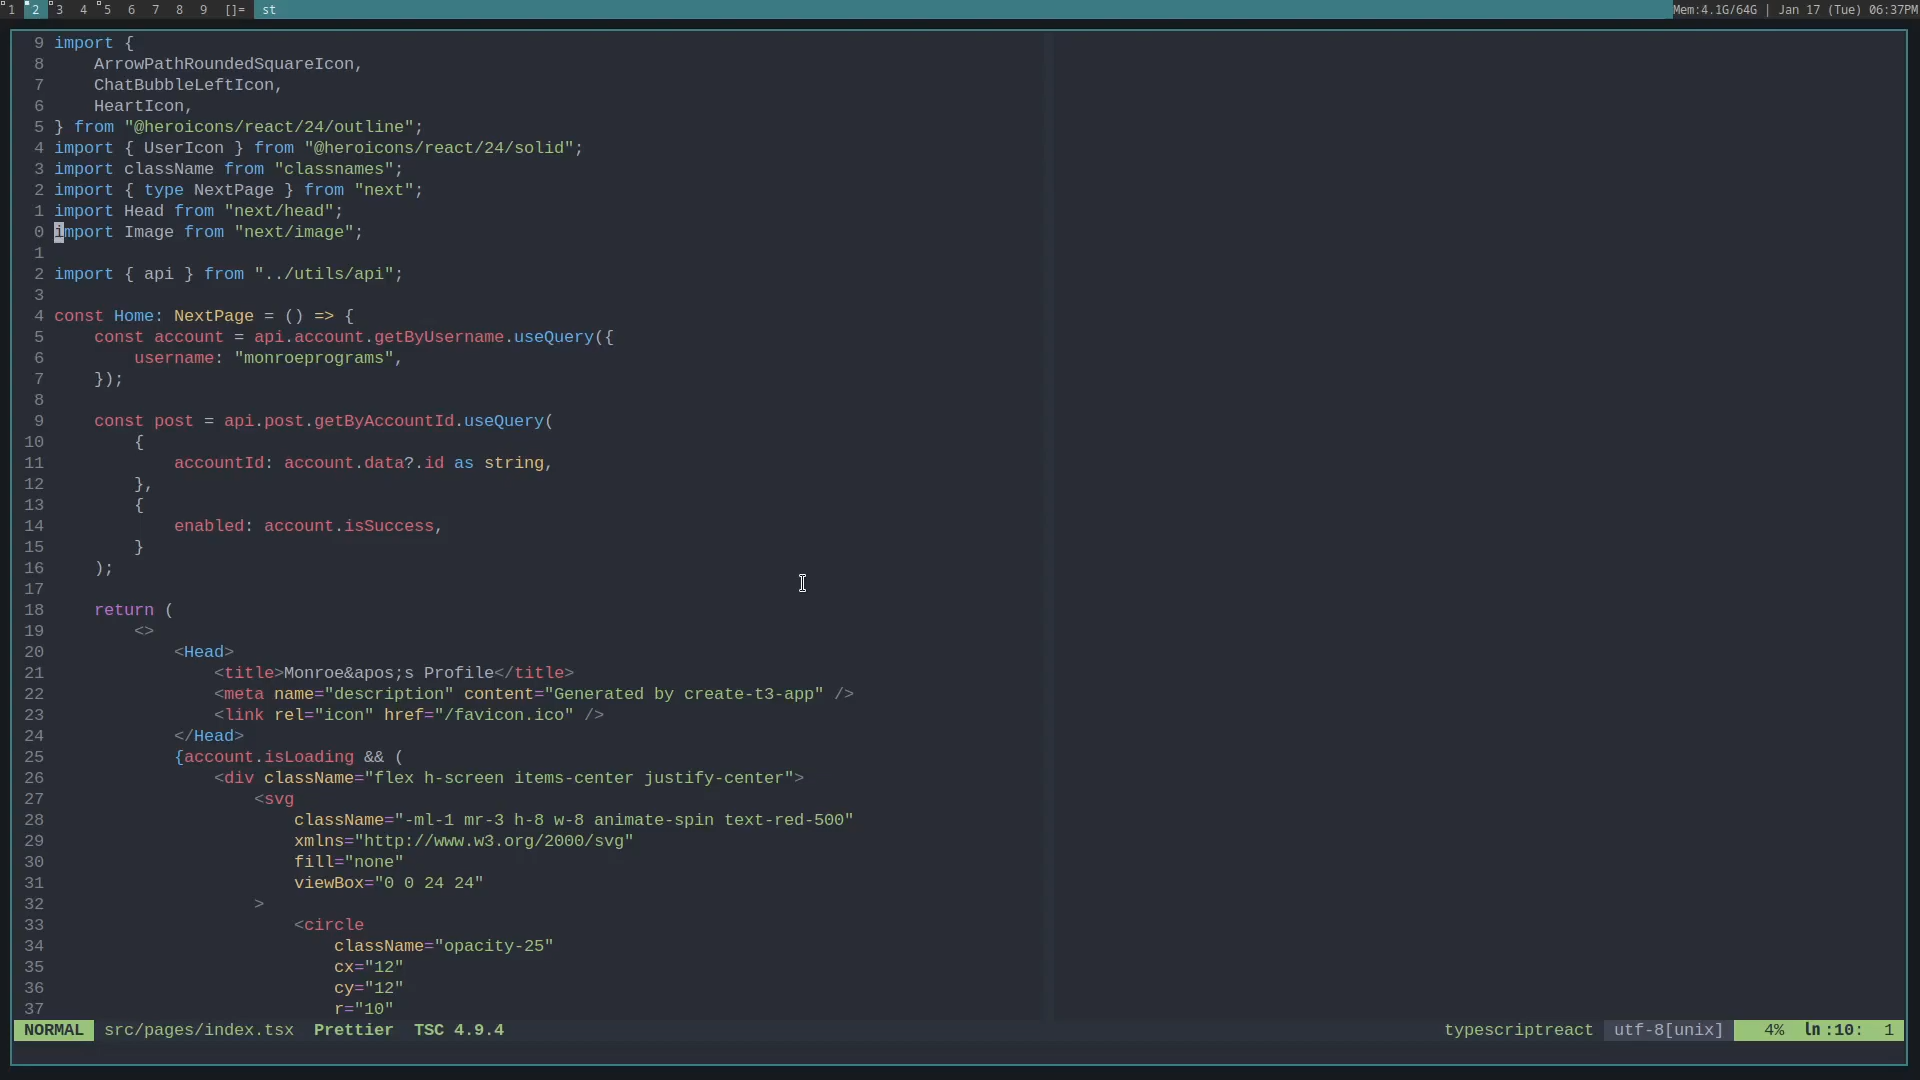 1 2 3 4 5 6 7 8 9 []= st Mem:4.1G/64G | Jan 17 (Tue) 06:37PM
9 import {
8     ArrowPathRoundedSquareIcon,
7     ChatBubbleLeftIcon,
6     HeartIcon,
5 } from "@heroicons/react/24/outline";
4 import { UserIcon } from "@heroicons/react/24/solid";
3 import className from "classnames";
2 import { type NextPage } from "next";
1 import Head from "next/head";
0 import Image from "next/image";
1
2 import { api } from "../utils/api";
3
4 const Home: NextPage = () => {
5     const account = api.account.getByUsername.useQuery({
6         username: "monroeprograms",
7     });
8
9     const post = api.post.getByAccountId.useQuery(
10         {
11             accountId: account.data?.id as string,
12         },
13         {
14             enabled: account.isSuccess,
15         }
16     );
17
18     return (
19         <>
20             <Head>
21                 <title>Monroe&apos;s Profile</title>
22                 <meta name="description" content="Generated by create-t3-app" />
23                 <link rel="icon" href="/favicon.ico" />
24             </Head>
25             {account.isLoading && (
26                 <div className="flex h-screen items-center justify-center">
27                     <svg
28                         className="-ml-1 mr-3 h-8 w-8 animate-spin text-red-500"
29                         xmlns="http://www.w3.org/2000/svg"
30                         fill="none"
31                         viewBox="0 0 24 24"
32                     >
33                         <circle
34                             className="opacity-25"
35                             cx="12"
36                             cy="12"
37                             r="10"
NORMAL src/pages/index.tsx Prettier TSC 4.9.4 typescriptreact utf-8[unix] 4% ln:10: 1